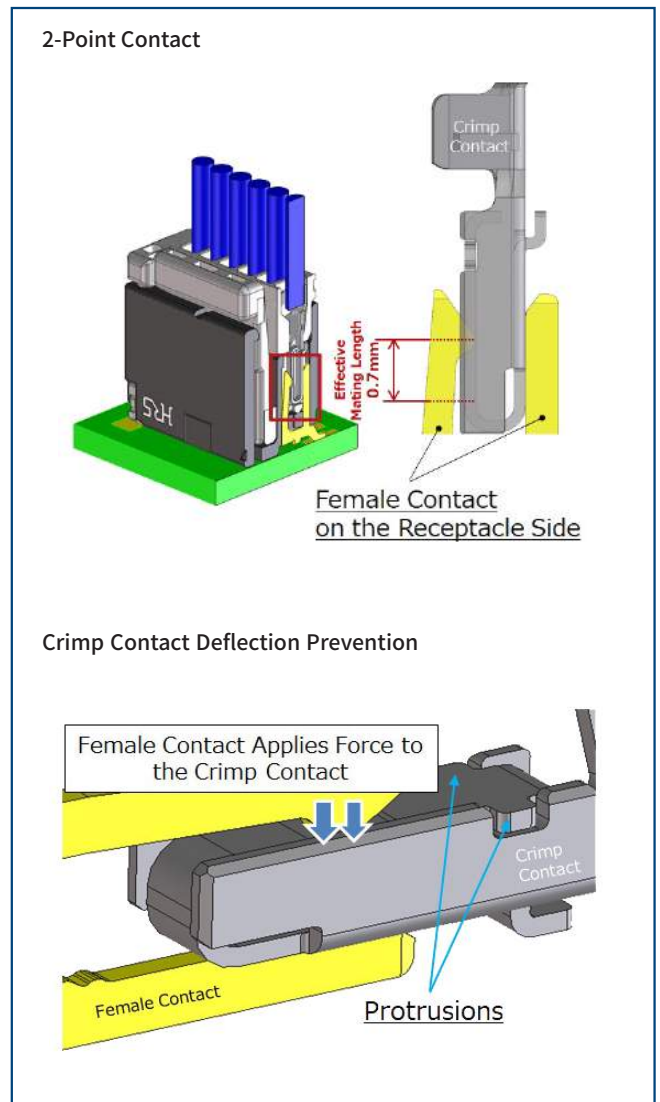 2-Point Contact
Crimp
Contact
Effective
Mating Length
0.7mm
HRS
Female Contact
on the Receptacle Side
Crimp Contact Deflection Prevention
Female Contact Applies Force to
the Crimp Contact
Crimp
Contact
Female Contact
Protrusions